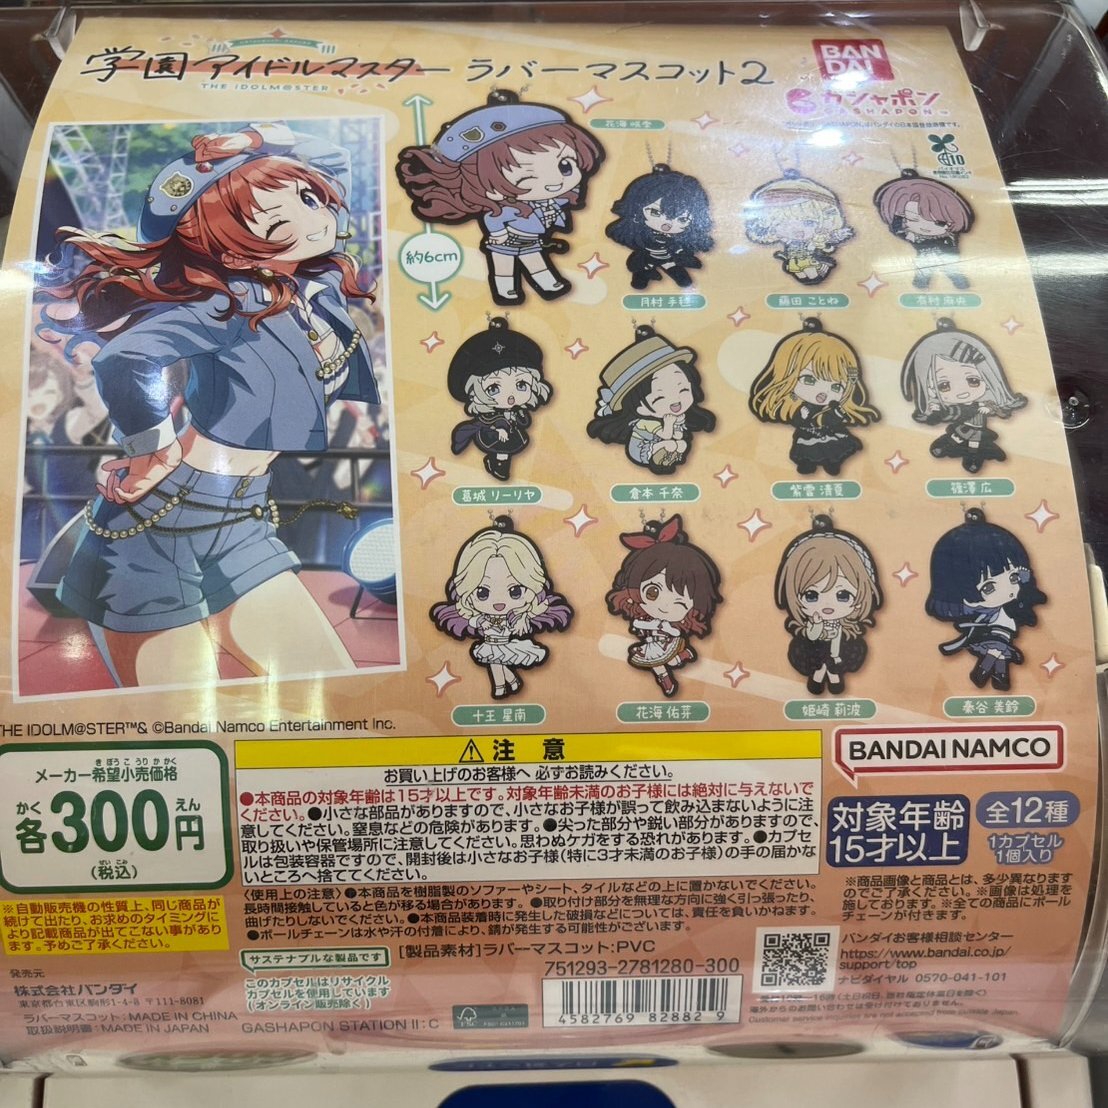 学園アイドルマスター ラバーマスコット2
THE IDOLM@STER
BAN
DAI
ガシャポン
GASHAPON
約6cm
花海 咲季
月村 手毬
藤田 ことね
有村 麻央
葛城 リーリヤ
倉本 千奈
紫雲 清夏
篠澤 広
十王 星南
花海 佑芽
姫崎 莉波
秦谷 美鈴
THE IDOLM@STER™& ©Bandai Namco Entertainment Inc.
BANDAI NAMCO
メーカー希望小売価格
きぼうこうりかかく
各300円
かく
えん
(税込)
ぜいこみ
※自動販売機の性質上、同じ商品が
続けて出たり、お求めのタイミングに
より記載商品が出てこない事があり
ます。予めご了承ください。
⚠注 意
お買い上げのお客様へ 必ずお読みください。
●本商品の対象年齢は15才以上です。対象年齢未満のお子様には絶対に与えないで
ください。●小さな部品がありますので、小さなお子様が誤って飲み込まないように注
意してください。窒息などの危険があります。●尖った部分や鋭い部分がありますので、
取り扱いや保管場所に注意してください。思わぬケガをする恐れがあります。●カプセ
ルは包装容器ですので、開封後は小さなお子様(特に3才未満のお子様)の手の届かな
いところへ捨ててください。
〈使用上の注意〉●本商品を樹脂製のソファーやシート、タイルなどの上に置かないでください。
長時間接触していると色が移る場合があります。●取り付け部分を無理な方向に強く引っ張ったり、
曲げたりしないでください。●本商品装着時に発生した破損などについては、責任を負いかねます。
●ボールチェーンは水や汗の付着により、錆が発生する可能性がございます。
対象年齢
15才以上
全12種
1カプセル
1個入り
※商品画像と商品とは、多少異なります
のでご了承ください。※画像は処理を
施しております。※全ての商品にボール
チェーンが付きます。
サステナブルな製品です
このカプセルはリサイクル
カプセルを使用しています
(オンライン販売除く)
[製品素材]ラバーマスコット:PVC
751293-2781280-300
4582769 82882 9
バンダイお客様相談センター
https://www.bandai.co.jp/
support/top
ナビダイヤル 0570-041-101
発売元
株式会社バンダイ
東京都台東区駒形1-4-8 〒111-8081
ラバーマスコット:MADE IN CHINA
取扱説明書:MADE IN JAPAN
GASHAPON STATION II:C
FSC